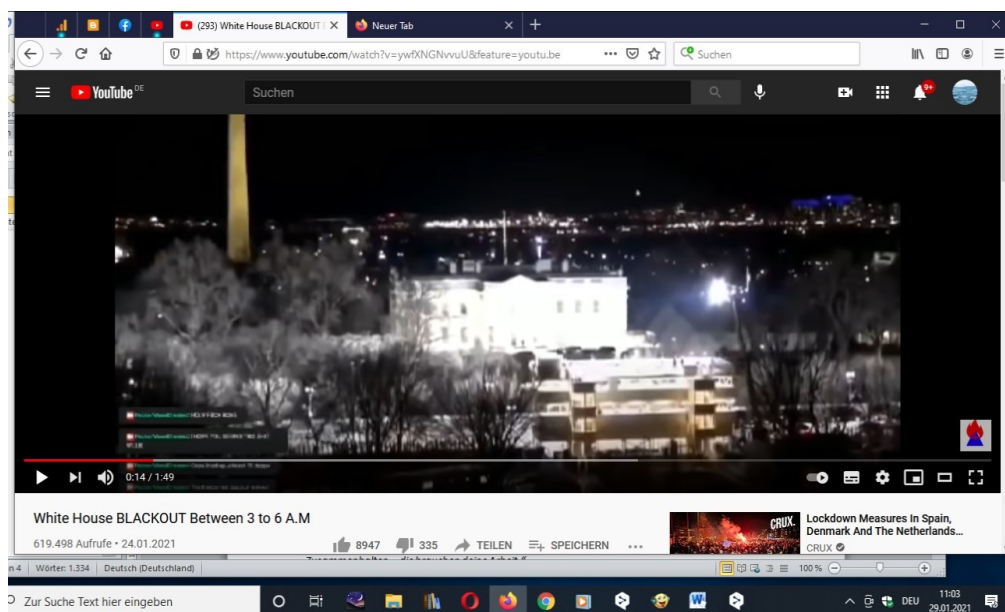 (293) White House BLACKOUT
Neuer Tab
https://www.youtube.com/watch?v=ywfXNGNvvuU&feature=youtu.be
Suchen
YouTube DE
Suchen
9+
0:14 / 1:49
White House BLACKOUT Between 3 to 6 A.M
619.498 Aufrufe • 24.01.2021
8947
335
TEILEN
SPEICHERN
CRUX.
Lockdown Measures In Spain,
Denmark And The Netherlands...
CRUX
n 4
Wörter: 1.334
Deutsch (Deutschland)
100 %
Zur Suche Text hier eingeben
DEU
11:03
29.01.2021